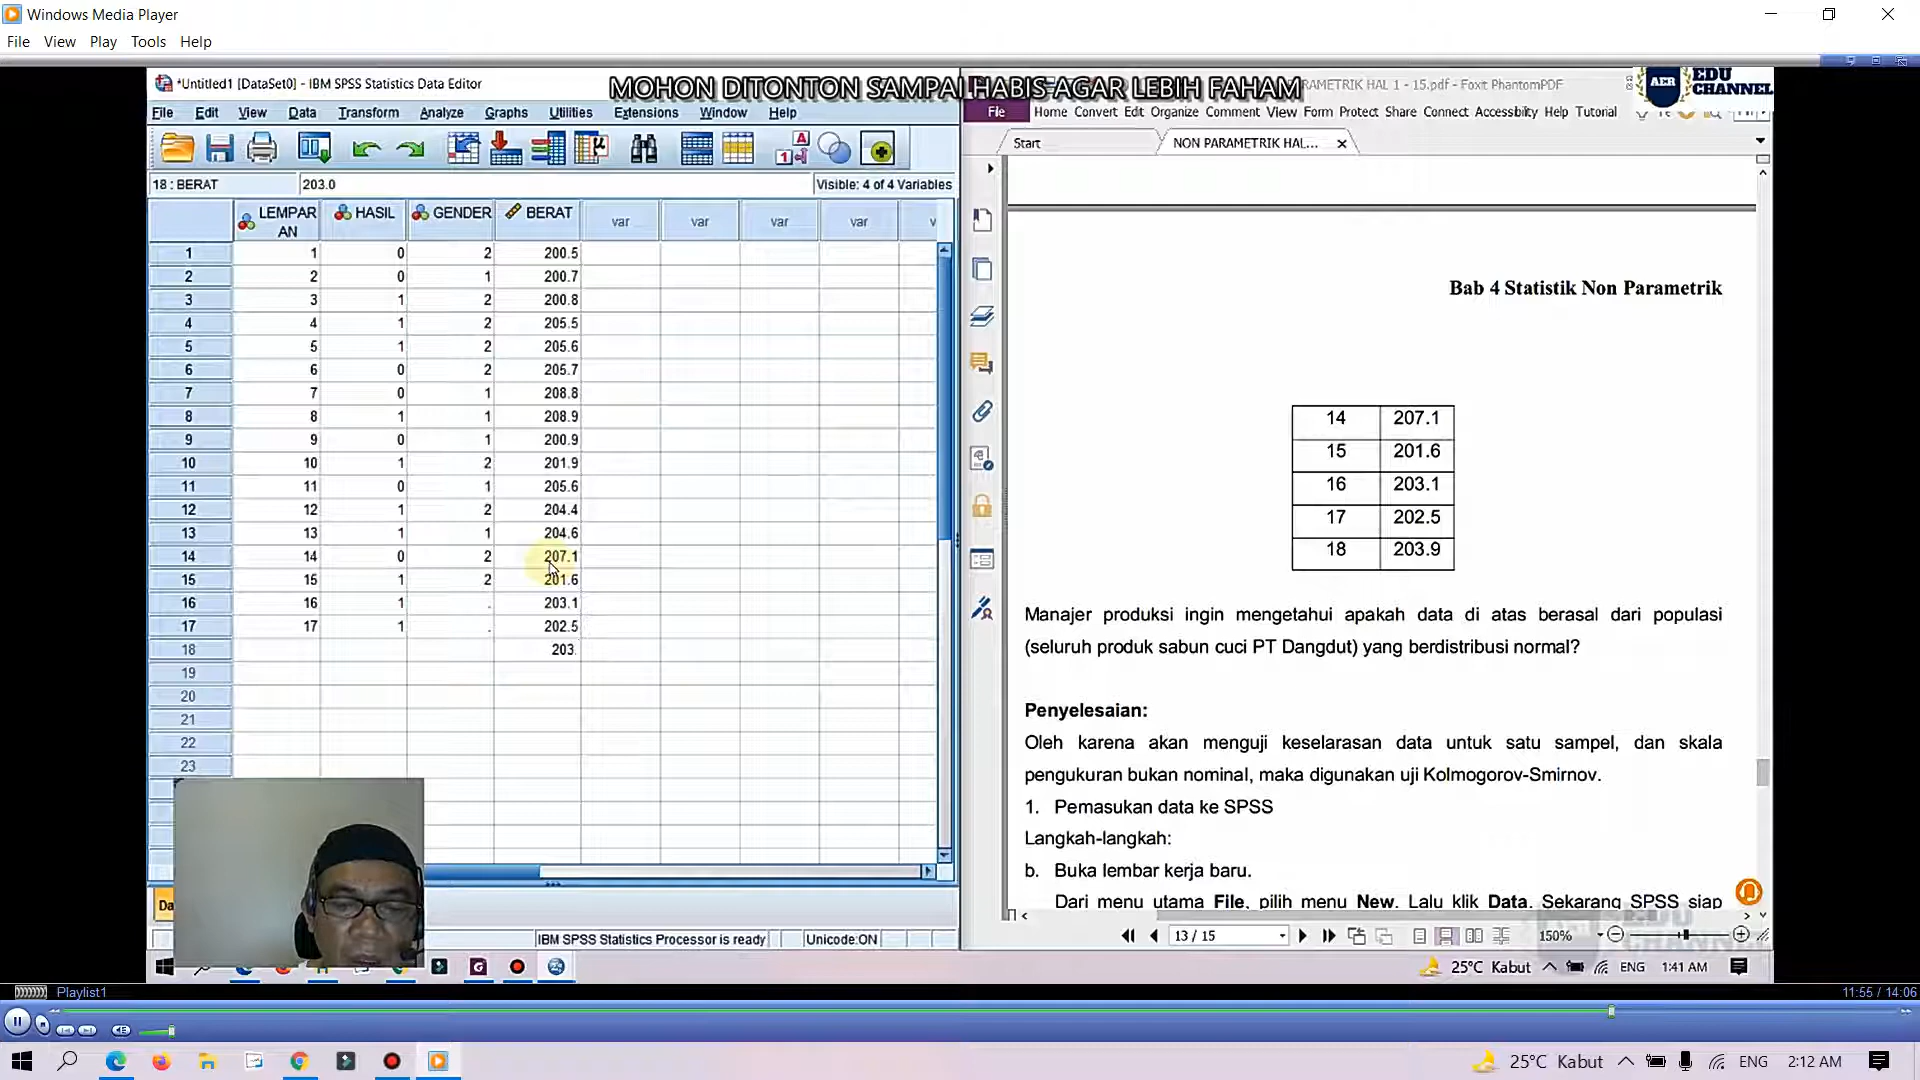 Windows Media Player
File View Play Tools Help
*Untitled1 [DataSet0] - IBM SPSS Statistics Data Editor
MOHON DITONTON SAMPAI HABIS AGAR LEBIH FAHAM
File Edit View Data Transform Analyze Graphs Utilities Extensions Window Help
18 : BERAT 203.0 Visible: 4 of 4 Variables
LEMPARAN HASIL GENDER BERAT var var var var
1 1 0 2 200.5
2 2 0 1 200.7
3 3 1 2 200.8
4 4 1 2 205.5
5 5 1 2 205.6
6 6 0 2 205.7
7 7 0 1 208.8
8 8 1 1 208.9
9 9 0 1 200.9
10 10 1 2 201.9
11 11 0 1 205.6
12 12 1 2 204.4
13 13 1 1 204.6
14 14 0 2 207.1
15 15 1 2 201.6
16 16 1 . 203.1
17 17 1 . 202.5
18 203.
19
20
21
22
23
IBM SPSS Statistics Processor is ready Unicode:ON
RAMETRIK HAL 1 - 15.pdf - Foxit PhantomPDF
AER EDU CHANNEL
File Home Convert Edit Organize Comment View Form Protect Share Connect Accessibility Help Tutorial
Start NON PARAMETRIK HAL...
Bab 4 Statistik Non Parametrik
14 207.1
15 201.6
16 203.1
17 202.5
18 203.9
Manajer produksi ingin mengetahui apakah data di atas berasal dari populasi
(seluruh produk sabun cuci PT Dangdut) yang berdistribusi normal?
Penyelesaian:
Oleh karena akan menguji keselarasan data untuk satu sampel, dan skala
pengukuran bukan nominal, maka digunakan uji Kolmogorov-Smirnov.
1. Pemasukan data ke SPSS
Langkah-langkah:
b. Buka lembar kerja baru.
Dari menu utama File, pilih menu New. Lalu klik Data. Sekarang SPSS siap
13 / 15 150%
25°C Kabut ENG 1:41 AM
Playlist1 11:55 / 14:06
25°C Kabut ENG 2:12 AM